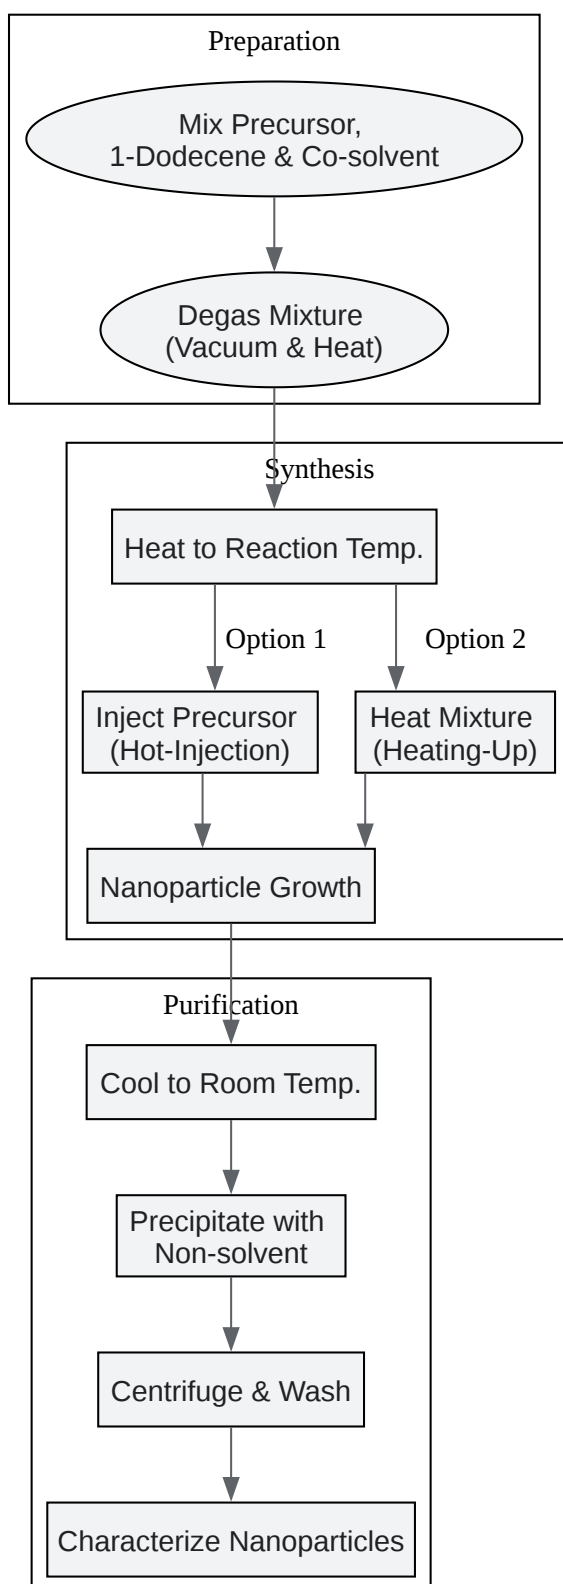 Preparation
Mix Precursor,
1-Dodecene & Co-solvent
Degas Mixture
(Vacuum & Heat)
Synthesis
Heat to Reaction Temp.
Option 1
Option 2
Inject Precursor
(Hot-Injection)
Heat Mixture
(Heating-Up)
Nanoparticle Growth
Purification
Cool to Room Temp.
Precipitate with
Non-solvent
Centrifuge & Wash
Characterize Nanoparticles